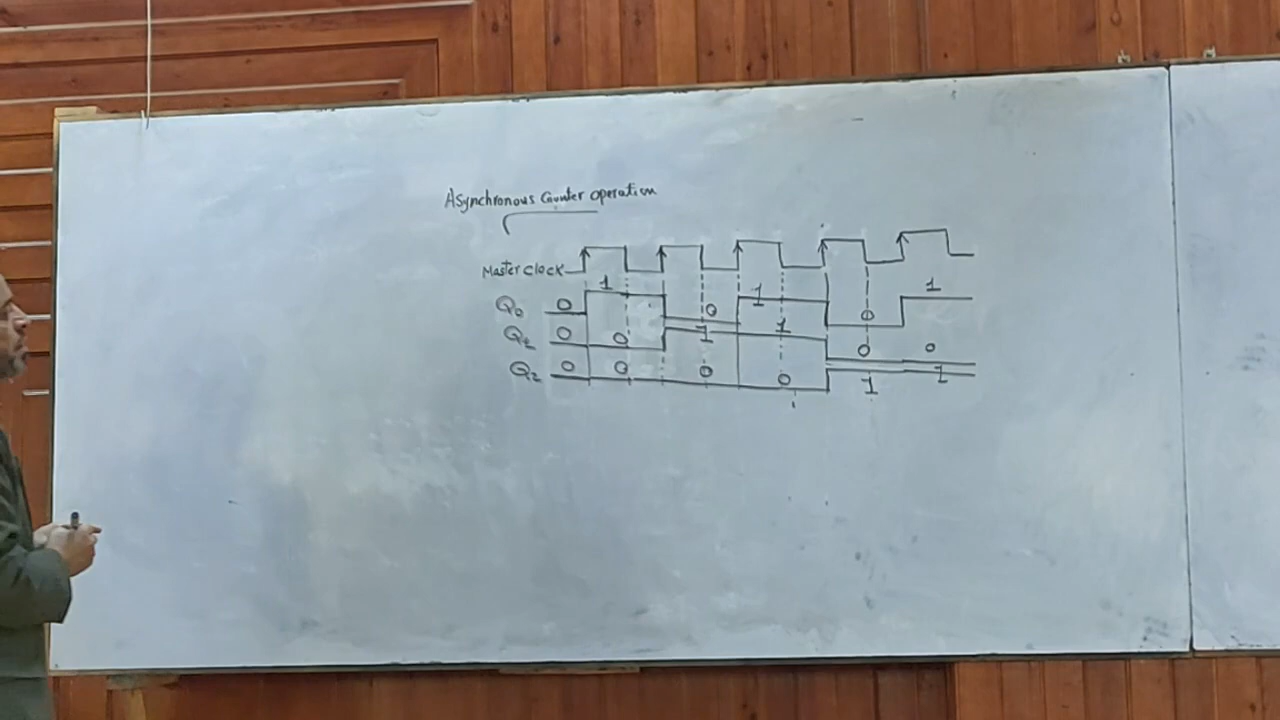 Asynchronous Counter operation
Master clock
1
Q0 0 0 1 0 1
Q1 0 0 1 1 0 0
Q2 0 0 0 0 1 1